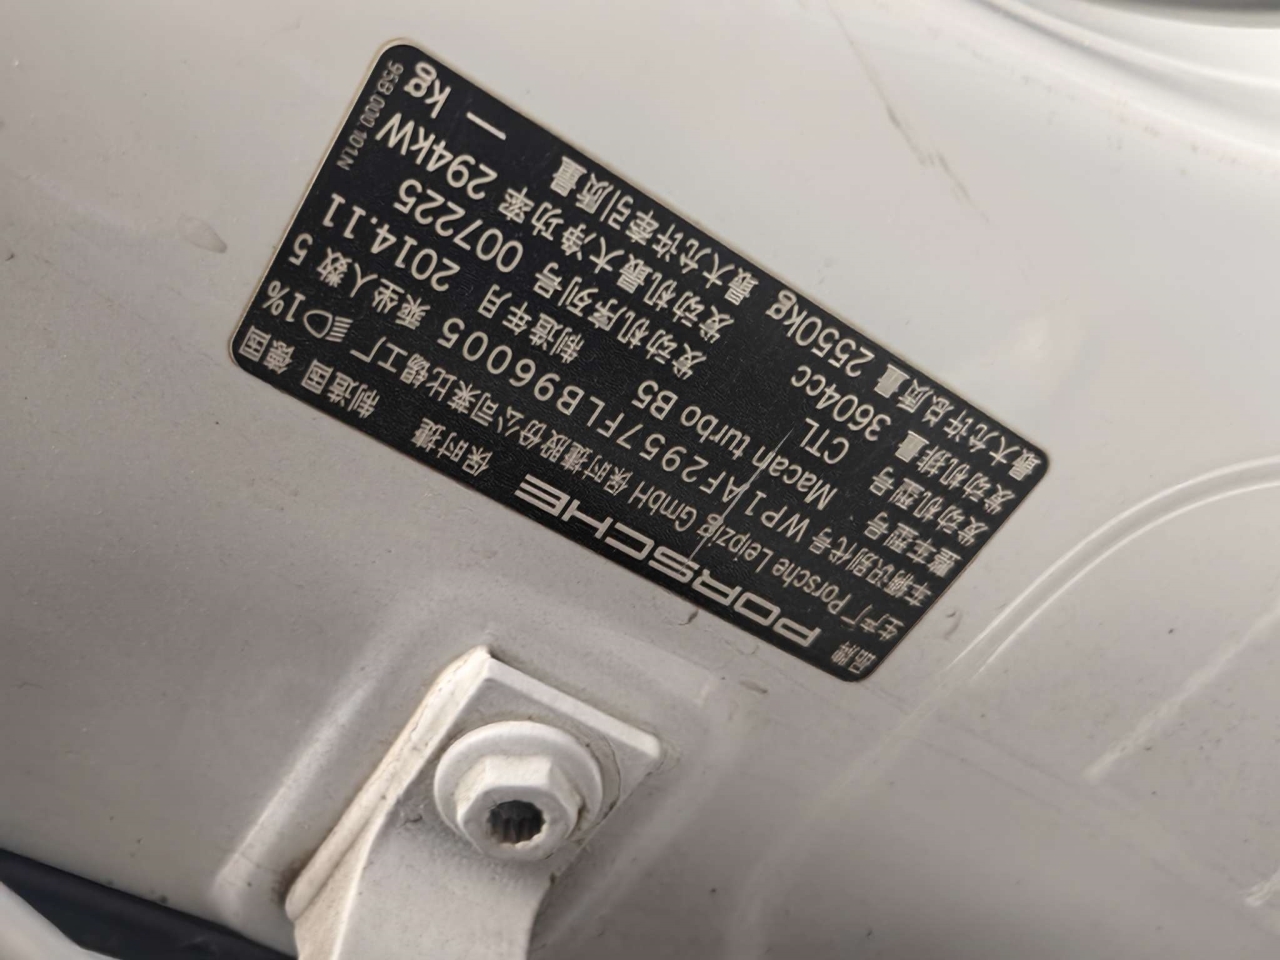 品牌 PORSCHE 保时捷 制造国 德国
生产厂 Porsche Leipzig GmbH 保时捷股份公司莱比锡工厂 1%
车辆识别代号 WP1AF2957FLB96005 乘坐人数 5
整车型号 Macan turbo B5 制造年月 2014.11
发动机型号 CTL 发动机序列号 007225
发动机排量 3604cc 发动机最大净功率 294kW
最大允许总质量 2550kg 最大允许牵引质量 — kg
958.000.101N